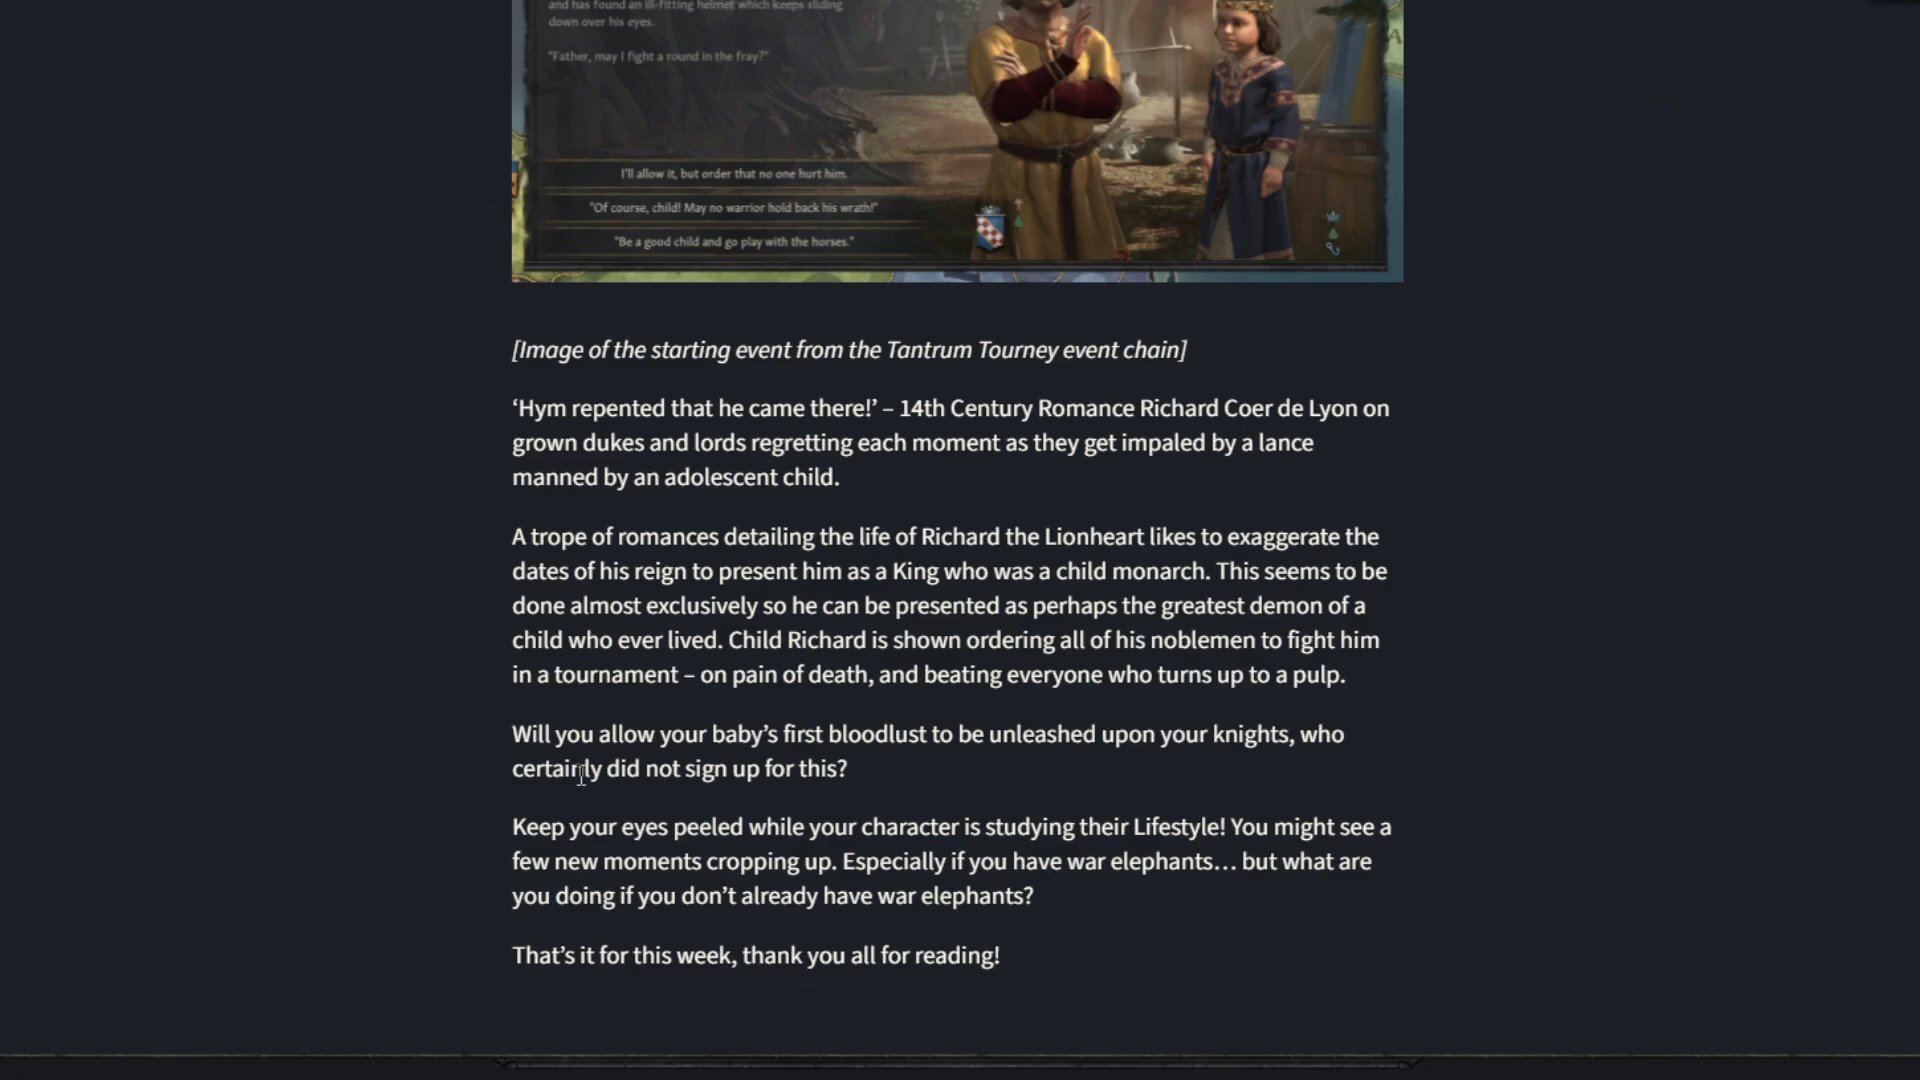 and has found an ill-fitting helmet which keeps sliding
down over his eyes.
"Father, may I fight a round in the fray?"
I'll allow it, but order that no one hurt him.
"Of course, child! May no warrior hold back his wrath!"
"Be a good child and go play with the horses."
[Image of the starting event from the Tantrum Tourney event chain]
‘Hym repented that he came there!’ – 14th Century Romance Richard Coer de Lyon on
grown dukes and lords regretting each moment as they get impaled by a lance
manned by an adolescent child.
A trope of romances detailing the life of Richard the Lionheart likes to exaggerate the
dates of his reign to present him as a King who was a child monarch. This seems to be
done almost exclusively so he can be presented as perhaps the greatest demon of a
child who ever lived. Child Richard is shown ordering all of his noblemen to fight him
in a tournament – on pain of death, and beating everyone who turns up to a pulp.
Will you allow your baby’s first bloodlust to be unleashed upon your knights, who
certainly did not sign up for this?
Keep your eyes peeled while your character is studying their Lifestyle! You might see a
few new moments cropping up. Especially if you have war elephants… but what are
you doing if you don’t already have war elephants?
That’s it for this week, thank you all for reading!